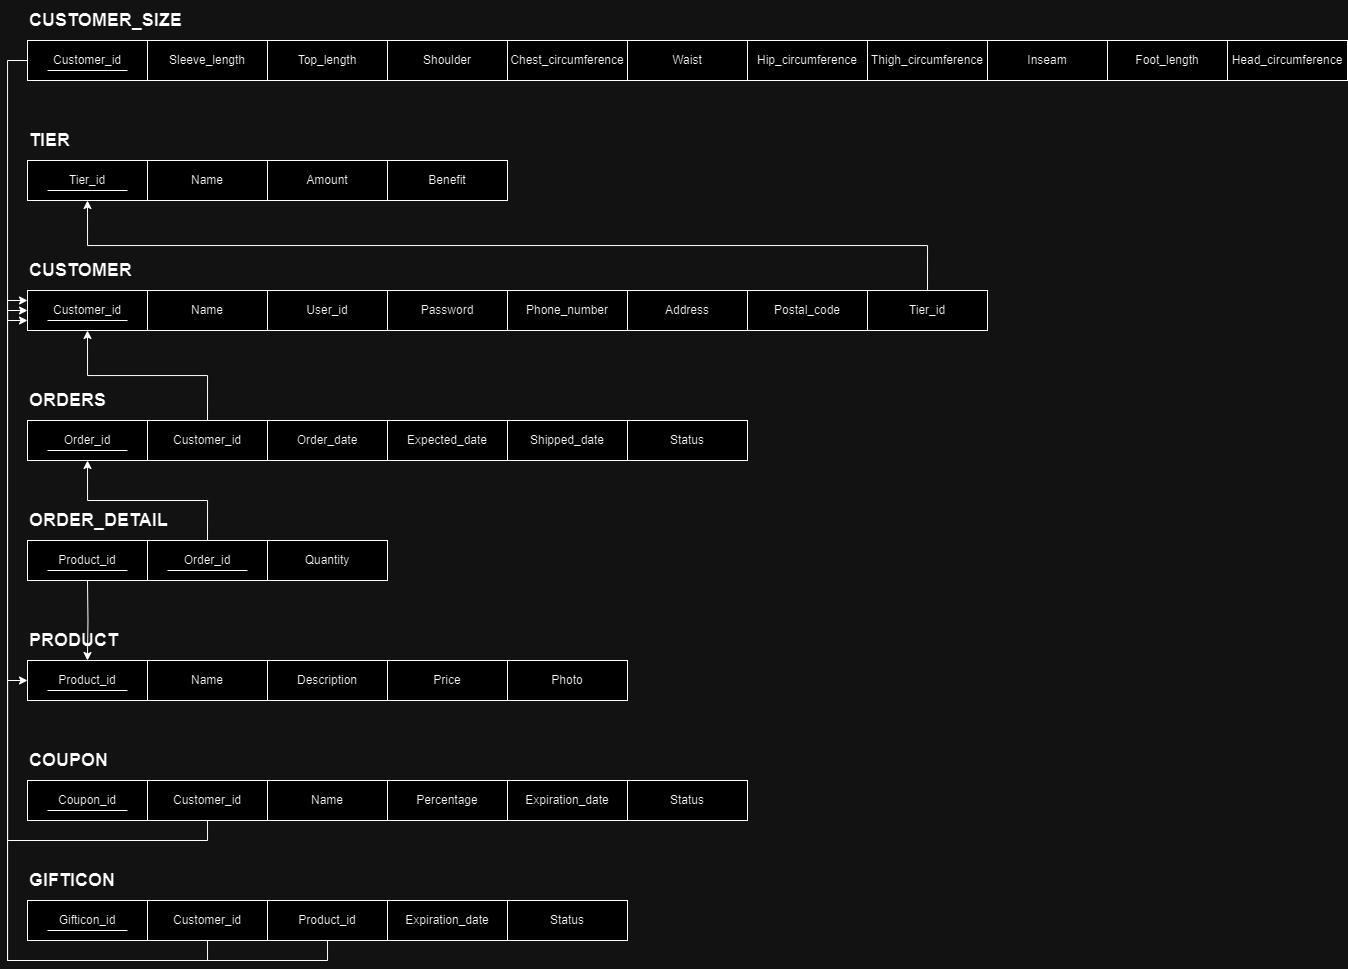 CUSTOMER_SIZE
Customer_id Sleeve_length Top_length Shoulder Chest_circumference Waist Hip_circumference Thigh_circumference Inseam Foot_length Head_circumference
TIER
Tier_id Name Amount Benefit
CUSTOMER
Customer_id Name User_id Password Phone_number Address Postal_code Tier_id
ORDERS
Order_id Customer_id Order_date Expected_date Shipped_date Status
ORDER_DETAIL
Product_id Order_id Quantity
PRODUCT
Product_id Name Description Price Photo
COUPON
Coupon_id Customer_id Name Percentage Expiration_date Status
GIFTICON
Gifticon_id Customer_id Product_id Expiration_date Status